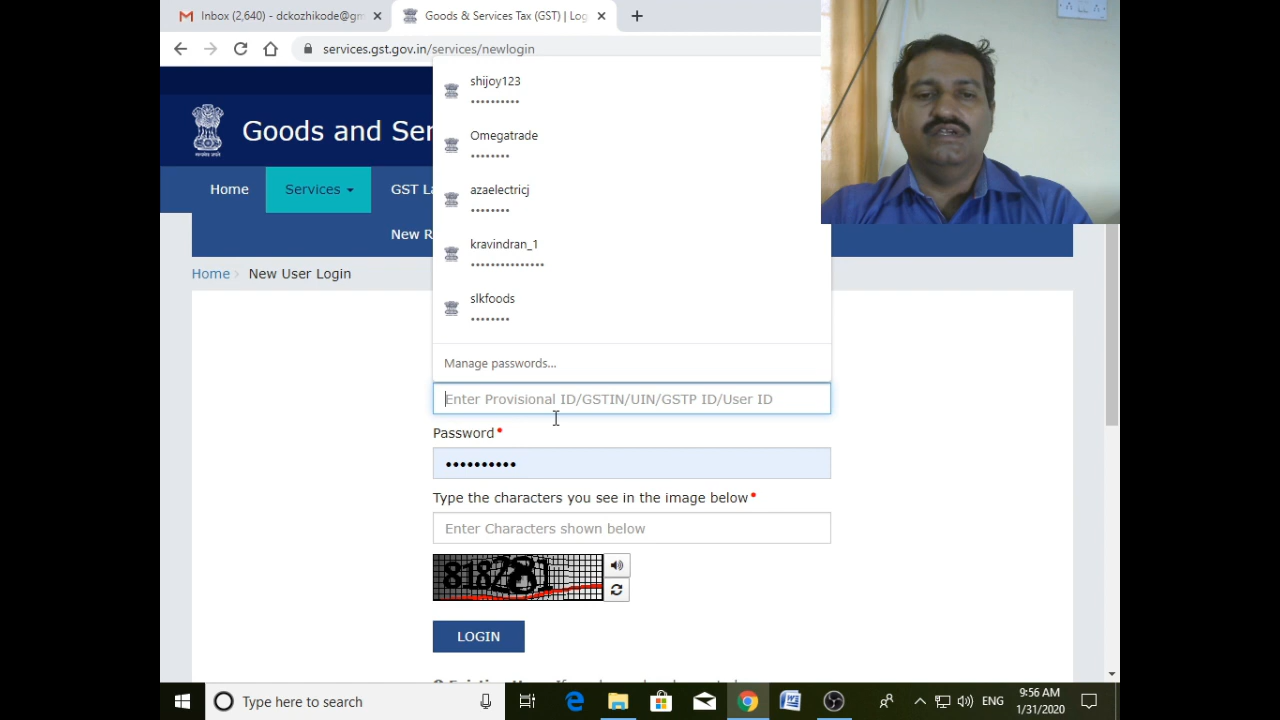 Inbox (2,640) - dckozhikode@gm
Goods & Services Tax (GST) | Log
services.gst.gov.in/services/newlogin
Goods and Ser
Home
Services
GST La
New R
Home > New User Login
shijoy123
••••••••••
Omegatrade
••••••••
azaelectricj
••••••••
kravindran_1
•••••••••••••••
slkfoods
••••••••
Manage passwords...
Enter Provisional ID/GSTIN/UIN/GSTP ID/User ID
Password•
••••••••••
Type the characters you see in the image below•
Enter Characters shown below
LOGIN
Type here to search
ENG
9:56 AM
1/31/2020